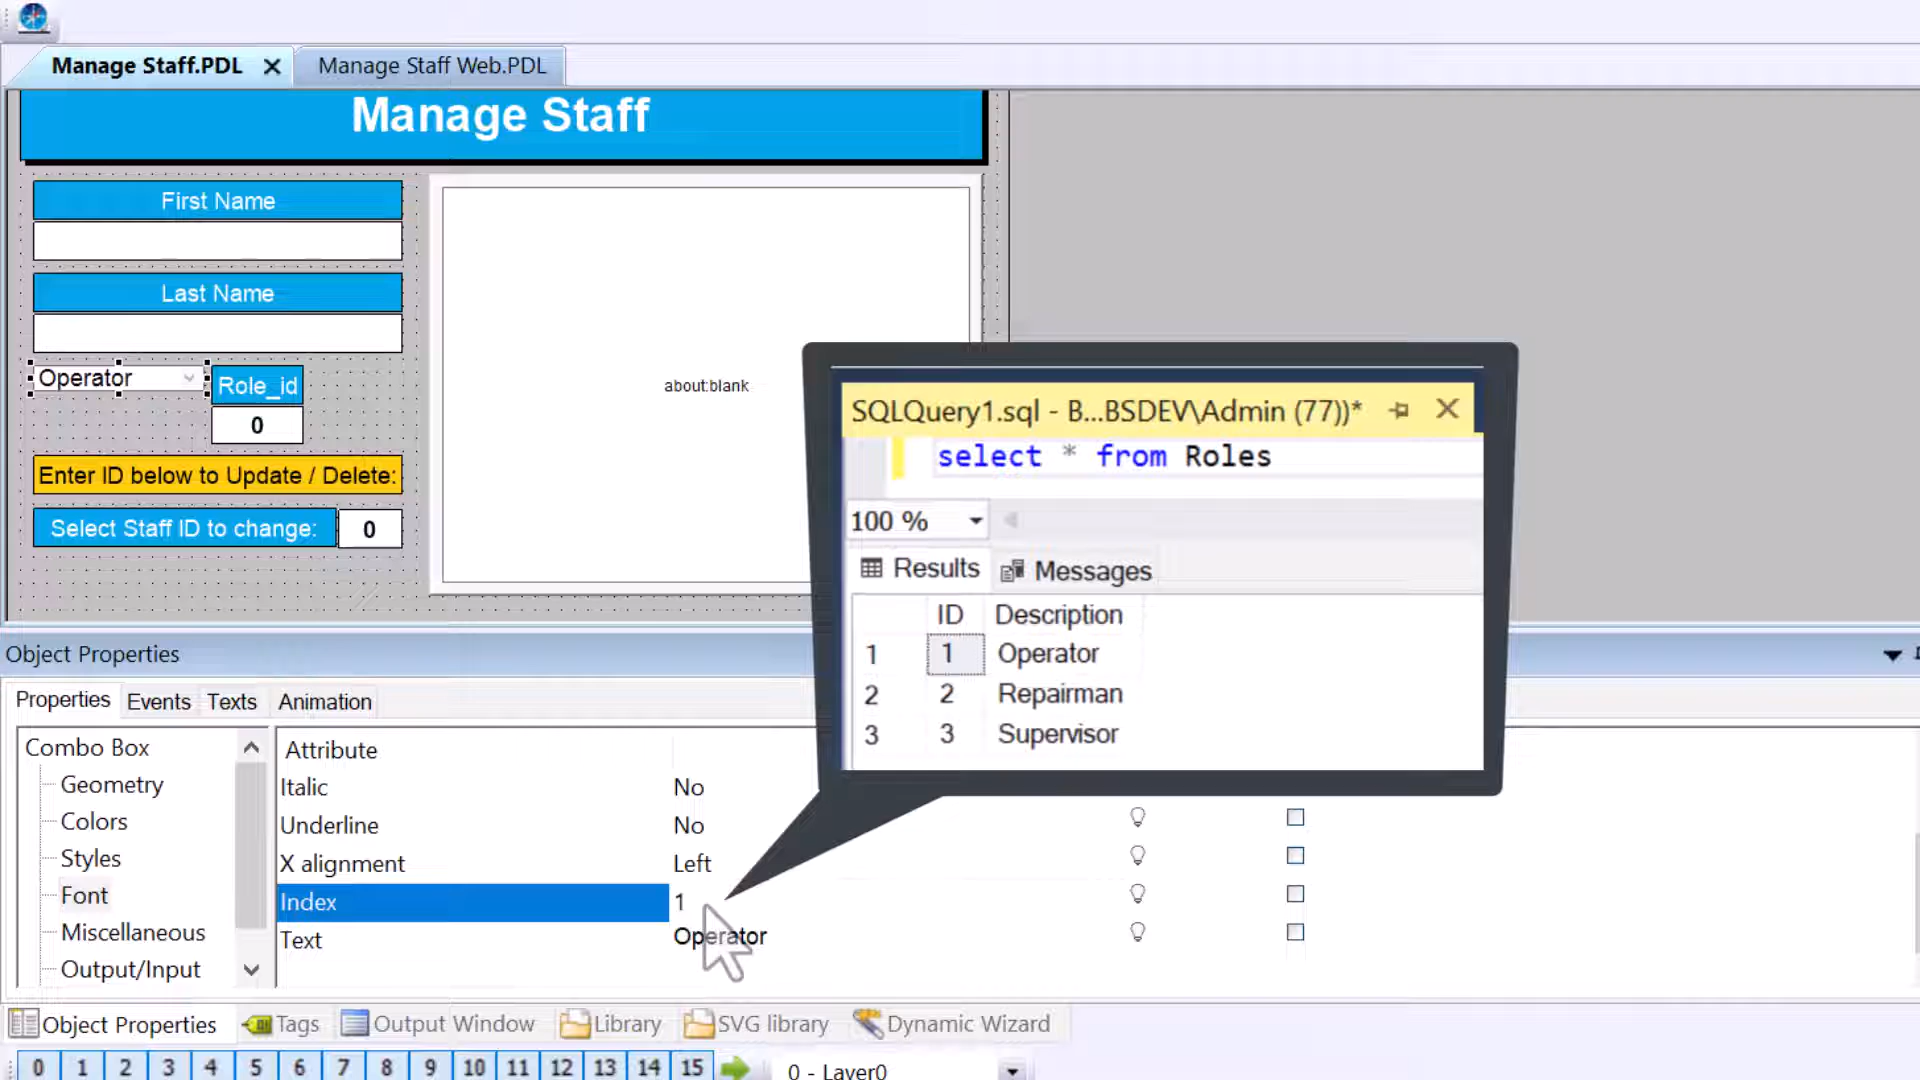 Manage Staff.PDL
Manage Staff Web.PDL
Manage Staff
First Name
Last Name
Operator
Role_id
0
Enter ID below to Update / Delete:
Select Staff ID to change: 0
about:blank
SQLQuery1.sql - B...BSDEV\Admin (77))*
select * from Roles
100 %
Results Messages
ID Description
1 1 Operator
2 2 Repairman
3 3 Supervisor
Object Properties
Properties Events Texts Animation
Combo Box
Geometry
Colors
Styles
Font
Miscellaneous
Output/Input
Attribute
Italic No
Underline No
X alignment Left
Index 1
Text Operator
Object Properties Tags Output Window Library SVG library Dynamic Wizard
0 1 2 3 4 5 6 7 8 9 10 11 12 13 14 15 0 - Layer0